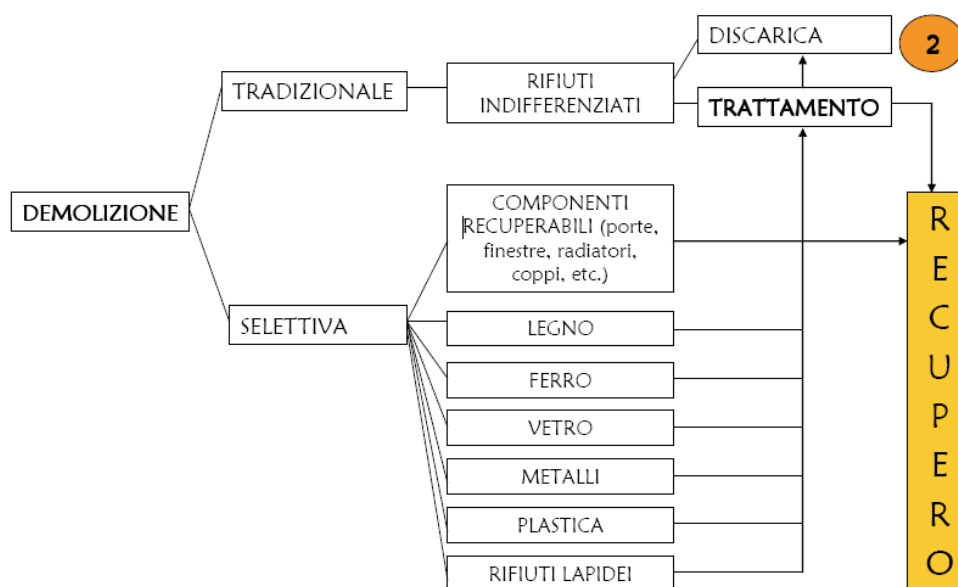 DISCARICA
2
TRADIZIONALE
RIFIUTI
INDIFFERENZIATI
TRATTAMENTO
DEMOLIZIONE
COMPONENTI
RECUPERABILI (porte,
finestre, radiatori,
coppi, etc.)
SELETTIVA
LEGNO
FERRO
VETRO
METALLI
PLASTICA
RIFIUTI LAPIDEI
R
E
C
U
P
E
R
O